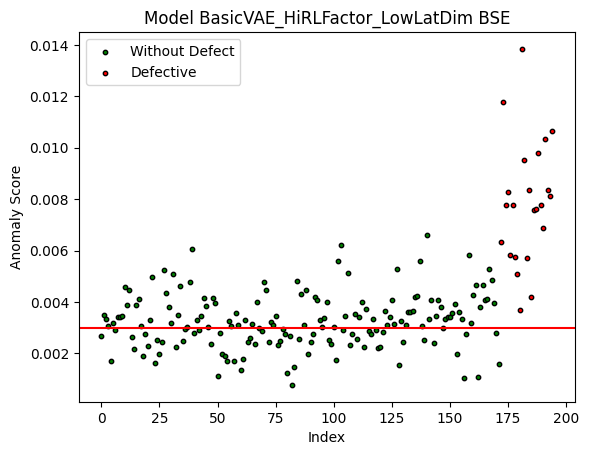 Model BasicVAE_HiRLFactor_LowLatDim BSE
Without Defect
Defective
Anomaly Score
0.014
0.012
0.010
0.008
0.006
0.004
0.002
0 25 50 75 100 125 150 175 200
Index